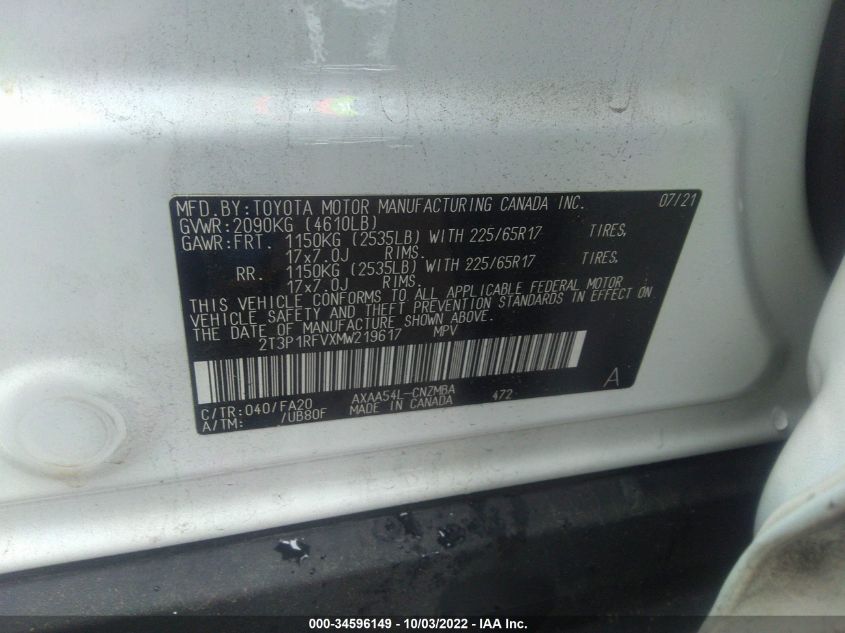 MFD.BY:TOYOTA MOTOR MANUFACTURING CANADA INC. 07/21
GVWR:2090KG (4610LB)
GAWR:FRT. 1150KG (2535LB) WITH 225/65R17 TIRES,
17x7.0J RIMS.
RR. 1150KG (2535LB) WITH 225/65R17 TIRES,
17x7.0J RIMS.
THIS VEHICLE CONFORMS TO ALL APPLICABLE FEDERAL MOTOR
VEHICLE SAFETY AND THEFT PREVENTION STANDARDS IN EFFECT ON
THE DATE OF MANUFACTURE SHOWN ABOVE.
2T3P1RFVXMW219617 MPV
A
C/TR:040/FA20 AXAA54L-CNZMBA 472
A/TM: /UB80F MADE IN CANADA
000-34596149 - 10/03/2022 - IAA Inc.